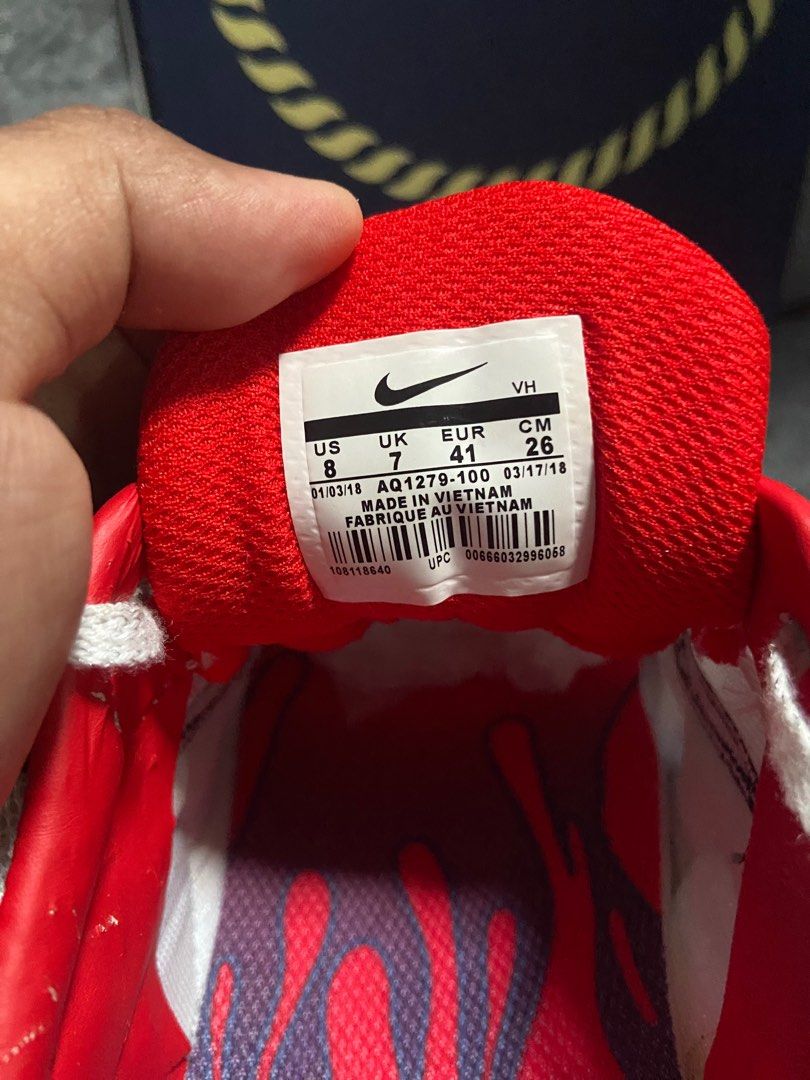 VH
US UK EUR CM
8 7 41 26
01/03/18 AQ1279-100 03/17/18
MADE IN VIETNAM
FABRIQUE AU VIETNAM
108118640 UPC 00666032996058